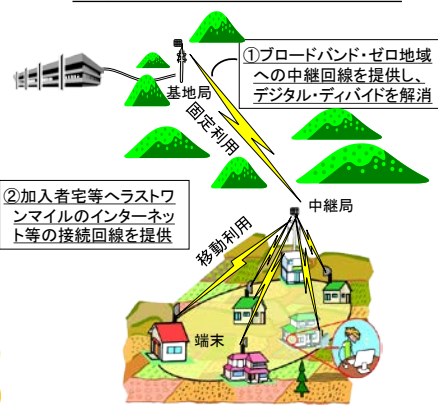 ①ブロードバンド・ゼロ地域
への中継回線を提供し、
デジタル・ディバイドを解消
基地局
固定利用
②加入者宅等へラストワ
ンマイルのインターネッ
ト等の接続回線を提供
中継局
移動利用
端末